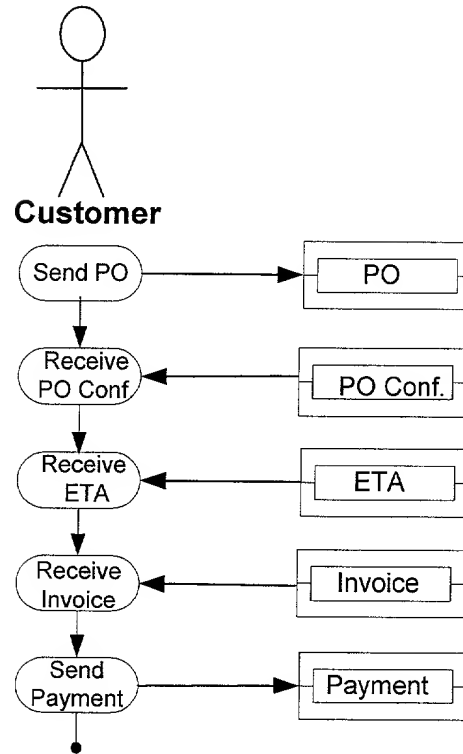 Customer
Send PO
PO
Receive
PO Conf
PO Conf.
Receive
ETA
ETA
Receive
Invoice
Invoice
Send
Payment
Payment